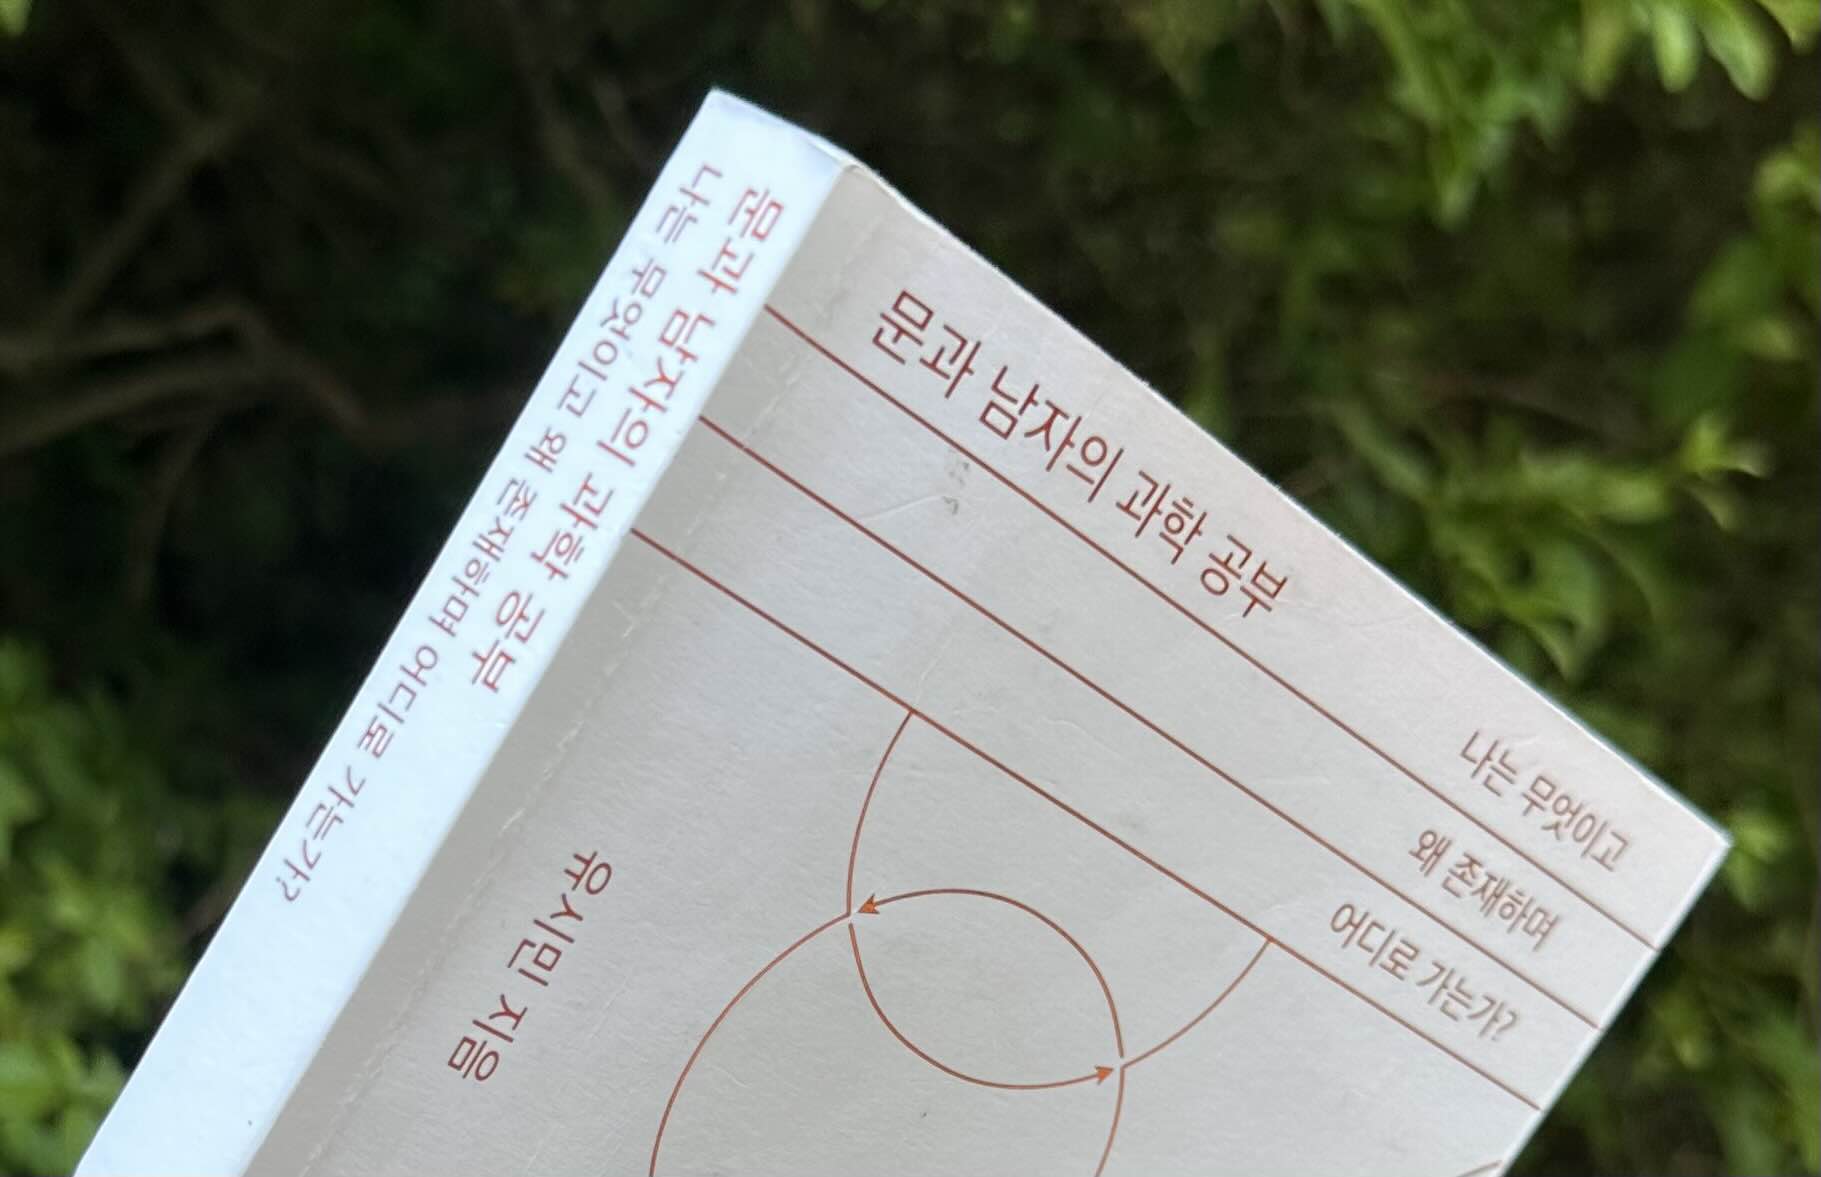 문과 남자의 과학 공부
나는 무엇이고 왜 존재하며 어디로 가는가?
문과 남자의 과학 공부
나는 무엇이고
왜 존재하며
어디로 가는가?
유시민 지음